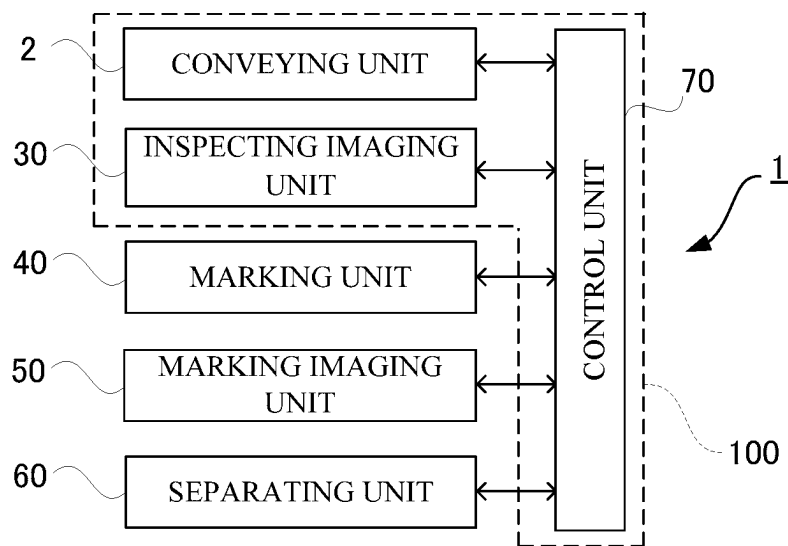 2
CONVEYING UNIT
70
30
INSPECTING IMAGING
UNIT
1
CONTROL UNIT
40
MARKING UNIT
50
MARKING IMAGING
UNIT
100
60
SEPARATING UNIT